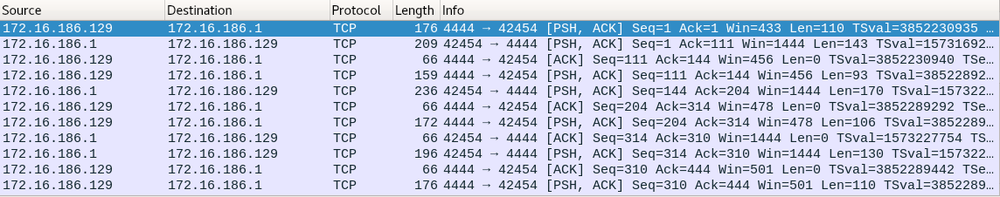 Source Destination Protocol Length Info
172.16.186.129 172.16.186.1 TCP 176 4444 → 42454 [PSH, ACK] Seq=1 Ack=1 Win=433 Len=110 TSval=3852230935 …
172.16.186.1 172.16.186.129 TCP 209 42454 → 4444 [PSH, ACK] Seq=1 Ack=111 Win=1444 Len=143 TSval=15731692…
172.16.186.129 172.16.186.1 TCP 66 4444 → 42454 [ACK] Seq=111 Ack=144 Win=456 Len=0 TSval=3852230940 TSe…
172.16.186.129 172.16.186.1 TCP 159 4444 → 42454 [PSH, ACK] Seq=111 Ack=144 Win=456 Len=93 TSval=38522892…
172.16.186.1 172.16.186.129 TCP 236 42454 → 4444 [PSH, ACK] Seq=144 Ack=204 Win=1444 Len=170 TSval=157322…
172.16.186.129 172.16.186.1 TCP 66 4444 → 42454 [ACK] Seq=204 Ack=314 Win=478 Len=0 TSval=3852289292 TSe…
172.16.186.129 172.16.186.1 TCP 172 4444 → 42454 [PSH, ACK] Seq=204 Ack=314 Win=478 Len=106 TSval=3852289…
172.16.186.1 172.16.186.129 TCP 66 42454 → 4444 [ACK] Seq=314 Ack=310 Win=1444 Len=0 TSval=1573227754 TS…
172.16.186.1 172.16.186.129 TCP 196 42454 → 4444 [PSH, ACK] Seq=314 Ack=310 Win=1444 Len=130 TSval=157322…
172.16.186.129 172.16.186.1 TCP 66 4444 → 42454 [ACK] Seq=310 Ack=444 Win=501 Len=0 TSval=3852289442 TSe…
172.16.186.129 172.16.186.1 TCP 176 4444 → 42454 [PSH, ACK] Seq=310 Ack=444 Win=501 Len=110 TSval=3852289…